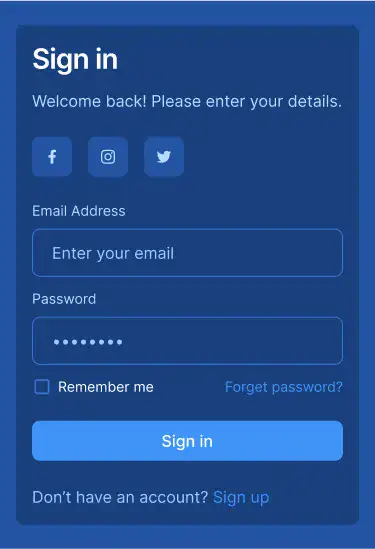 Sign in
Welcome back! Please enter your details.
Email Address
Enter your email
Password
••••••••
Remember me
Forget password?
Sign in
Don’t have an account? Sign up